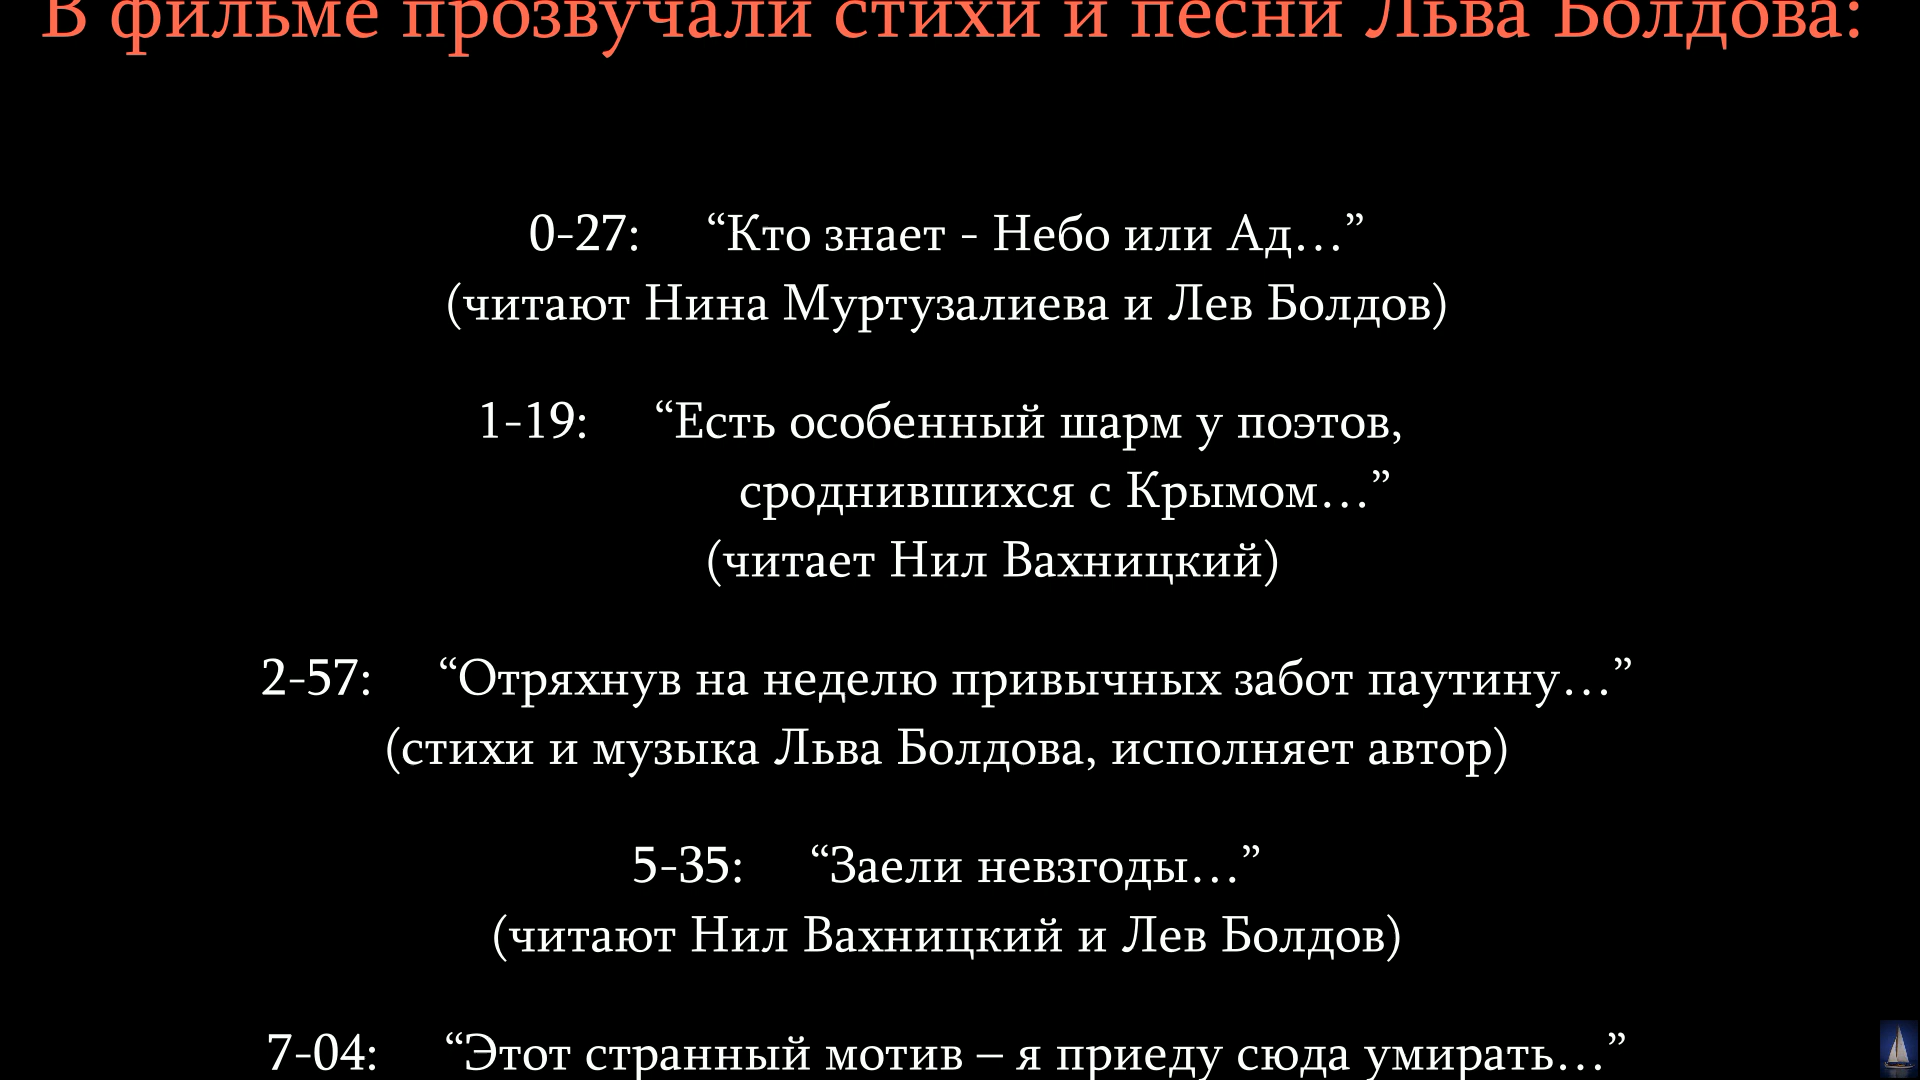 В фильме прозвучали стихи и песни Льва Болдова:
0-27: “Кто знает - Небо или Ад…”
(читают Нина Муртузалиева и Лев Болдов)
1-19: “Есть особенный шарм у поэтов,
сроднившихся с Крымом…”
(читает Нил Вахницкий)
2-57: “Отряхнув на неделю привычных забот паутину…”
(стихи и музыка Льва Болдова, исполняет автор)
5-35: “Заели невзгоды…”
(читают Нил Вахницкий и Лев Болдов)
7-04: “Этот странный мотив – я приеду сюда умирать…”